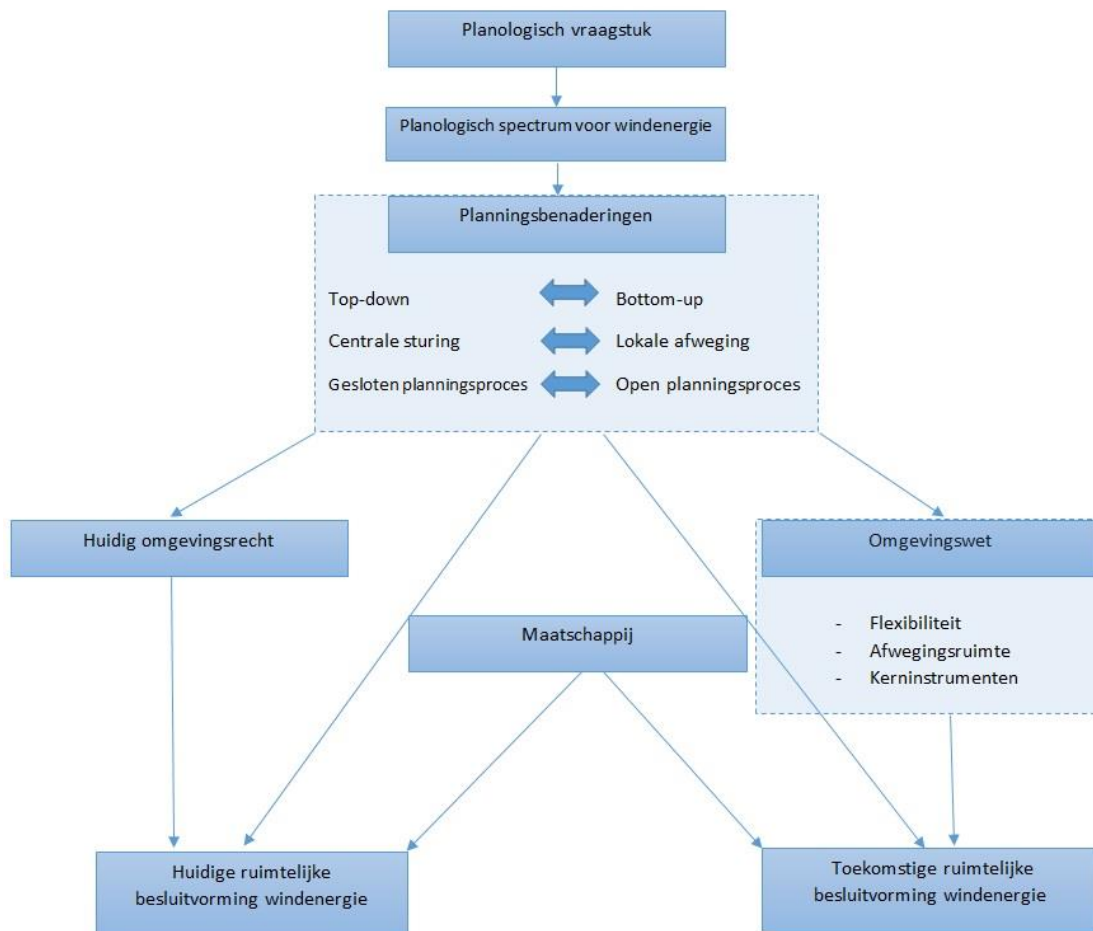 Planologisch vraagstuk
Planologisch spectrum voor windenergie
Planningsbenaderingen
Top-down
Bottom-up
Centrale sturing
Lokale afweging
Gesloten planningsproces
Open planningsproces
Huidig omgevingsrecht
Omgevingswet
- Flexibiliteit
- Afwegingsruimte
- Kerninstrumenten
Maatschappij
Huidige ruimtelijke
besluitvorming windenergie
Toekomstige ruimtelijke
besluitvorming windenergie